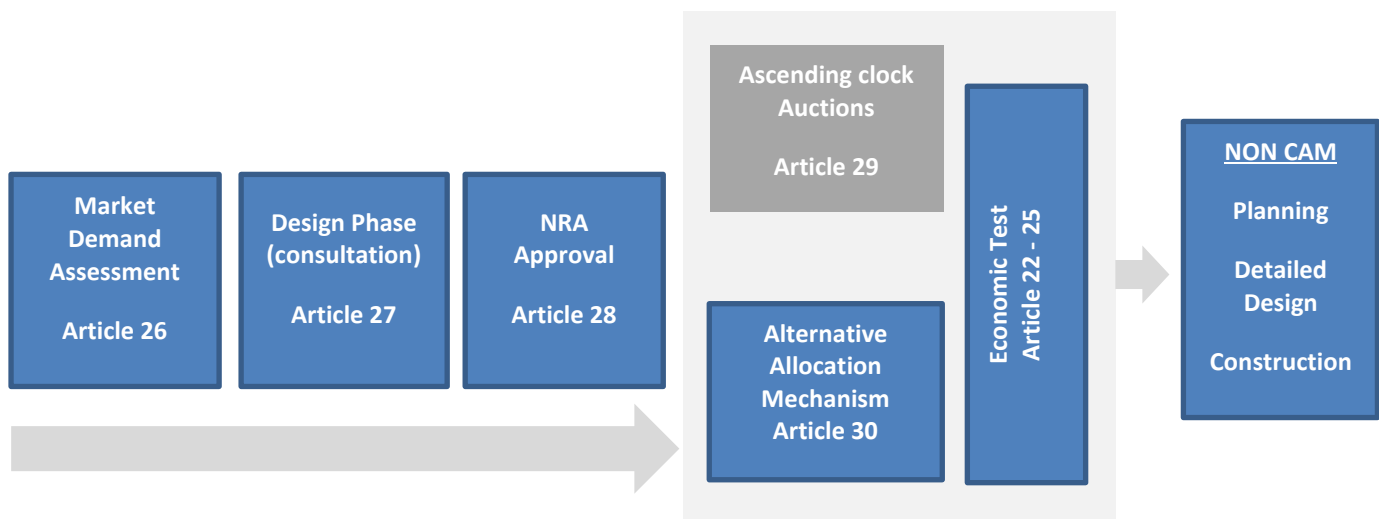 Market
Demand
Assessment
Article 26
Design Phase
(consultation)
Article 27
NRA
Approval
Article 28
Ascending clock
Auctions
Article 29
Alternative
Allocation
Mechanism
Article 30
Economic Test
Article 22 - 25
NON CAM
Planning
Detailed
Design
Construction